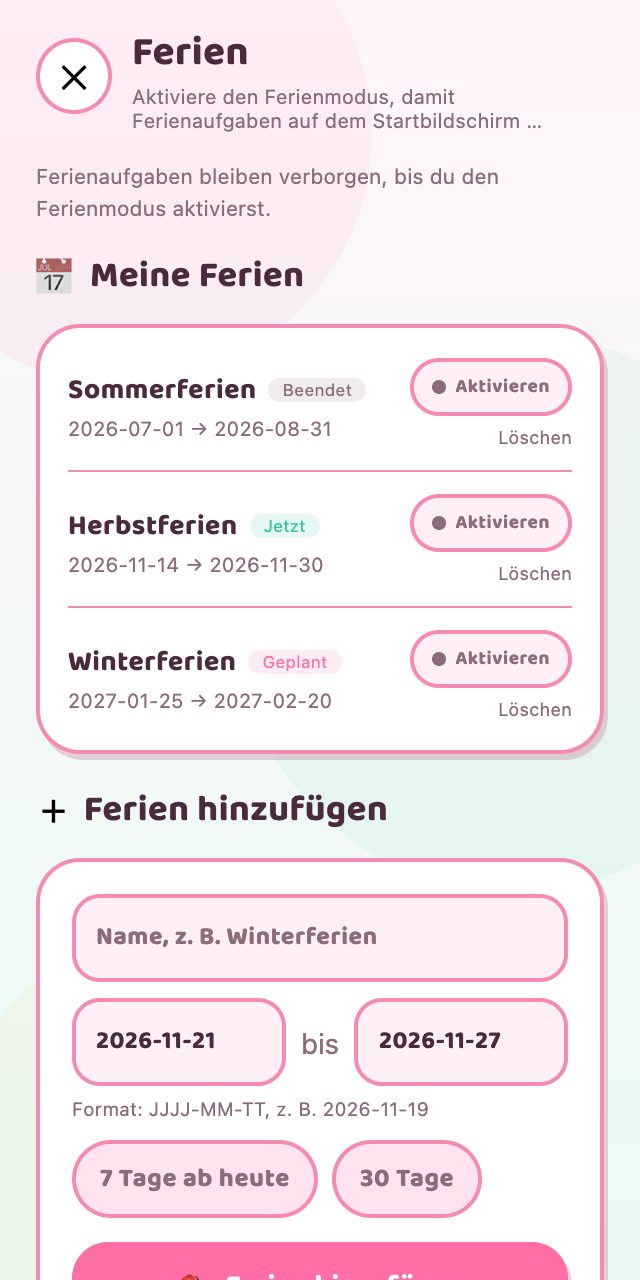 Ferien
Aktiviere den Ferienmodus, damit
Ferienaufgaben auf dem Startbildschirm ...
Ferienaufgaben bleiben verborgen, bis du den
Ferienmodus aktivierst.
JUL
17
Meine Ferien
Sommerferien Beendet
Aktivieren
2026-07-01 → 2026-08-31
Löschen
Herbstferien Jetzt
Aktivieren
2026-11-14 → 2026-11-30
Löschen
Winterferien Geplant
Aktivieren
2027-01-25 → 2027-02-20
Löschen
+ Ferien hinzufügen
Name, z. B. Winterferien
2026-11-21 bis 2026-11-27
Format: JJJJ-MM-TT, z. B. 2026-11-19
7 Tage ab heute
30 Tage